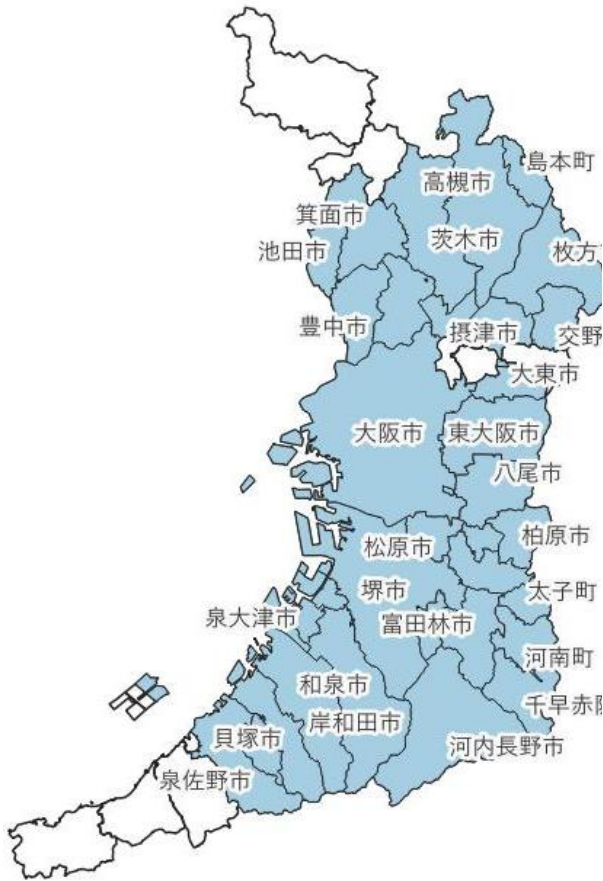 島本町
高槻市
箕面市
茨木市
池田市
枚方
豊中市
摂津市
交野
大東市
大阪市
東大阪市
八尾市
柏原市
松原市
堺市
太子町
泉大津市
富田林市
河南町
和泉市
千早赤阪
岸和田市
貝塚市
河内長野市
泉佐野市